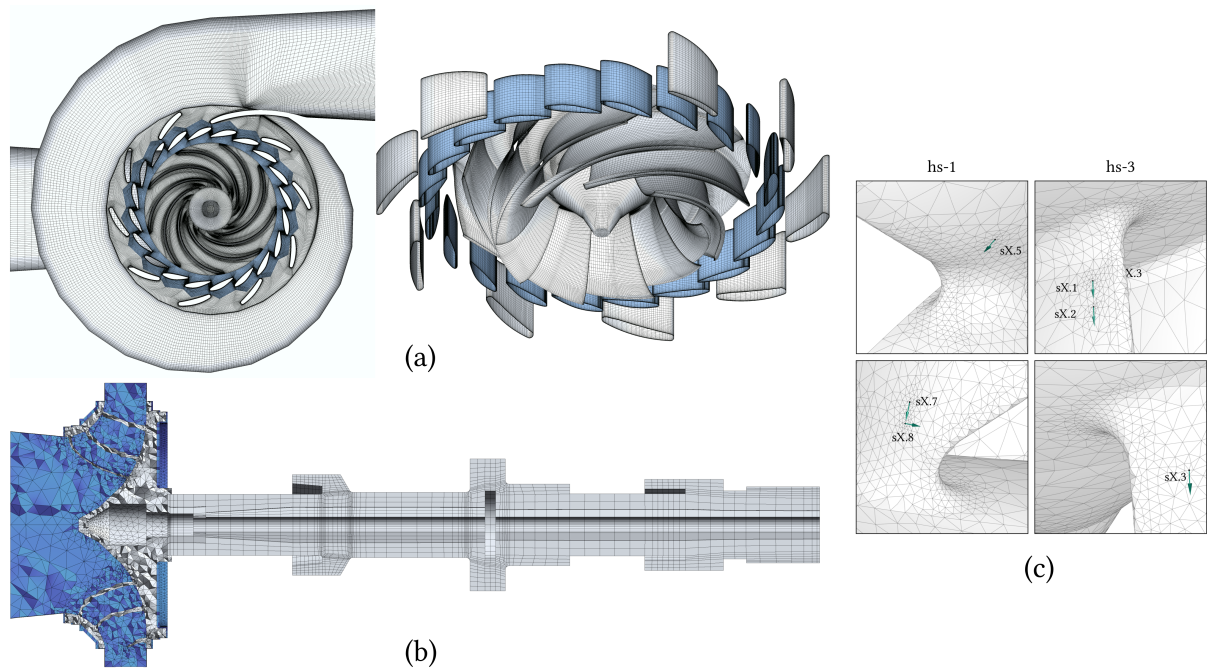 (a)
(b)
hs-1
hs-3
sX.5
X.3
sX.1
sX.2
sX.7
sX.8
sX.3
(c)